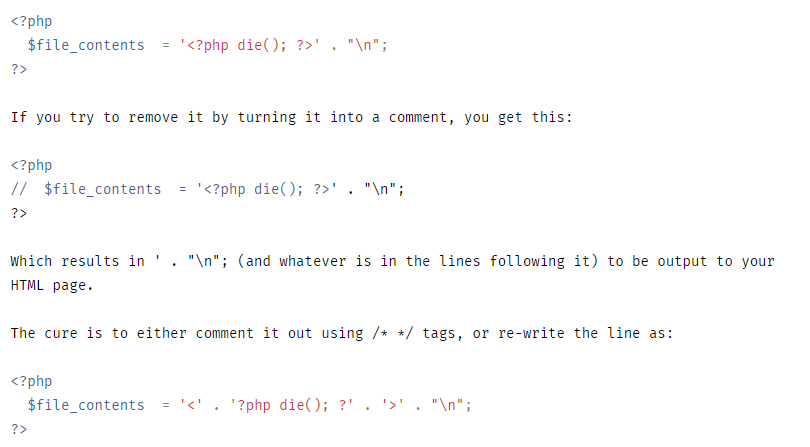 <?php
  $file_contents  = '<?php die(); ?>' . "\n";
?>

If you try to remove it by turning it into a comment, you get this:

<?php
//  $file_contents  = '<?php die(); ?>' . "\n";
?>

Which results in ' . "\n"; (and whatever is in the lines following it) to be output to your
HTML page.

The cure is to either comment it out using /* */ tags, or re-write the line as:

<?php
  $file_contents  = '<' . '?php die(); ?' . '>' . "\n";
?>